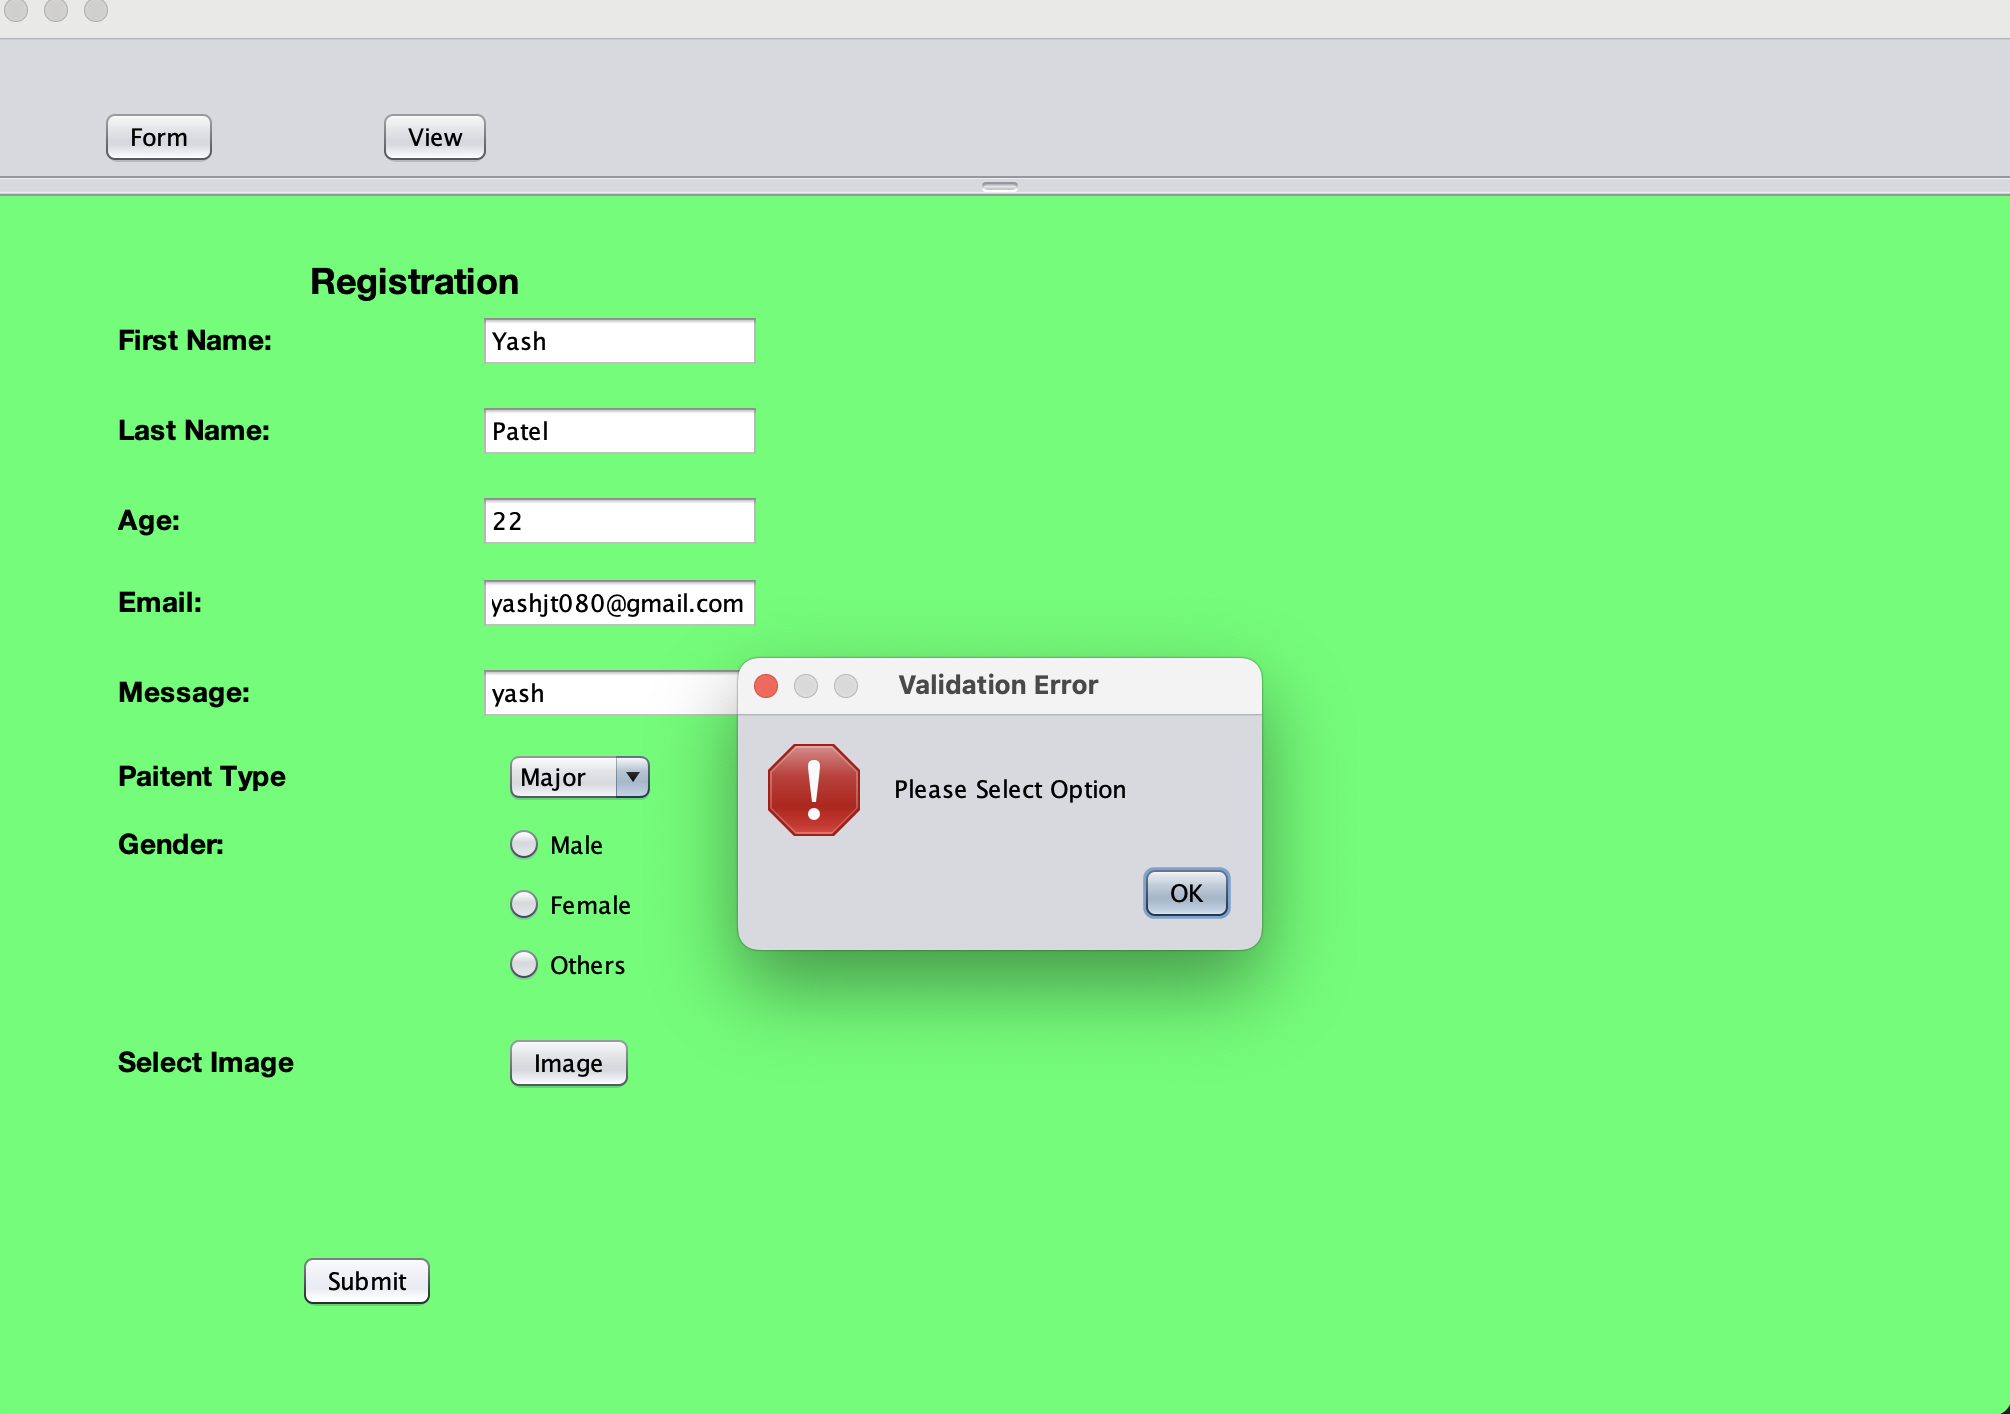 Form
View
Registration
First Name:
Yash
Last Name:
Patel
Age:
22
Email:
yashjt080@gmail.com
Message:
yash
Validation Error
Please Select Option
OK
Paitent Type
Major
Gender:
Male
Female
Others
Select Image
Image
Submit